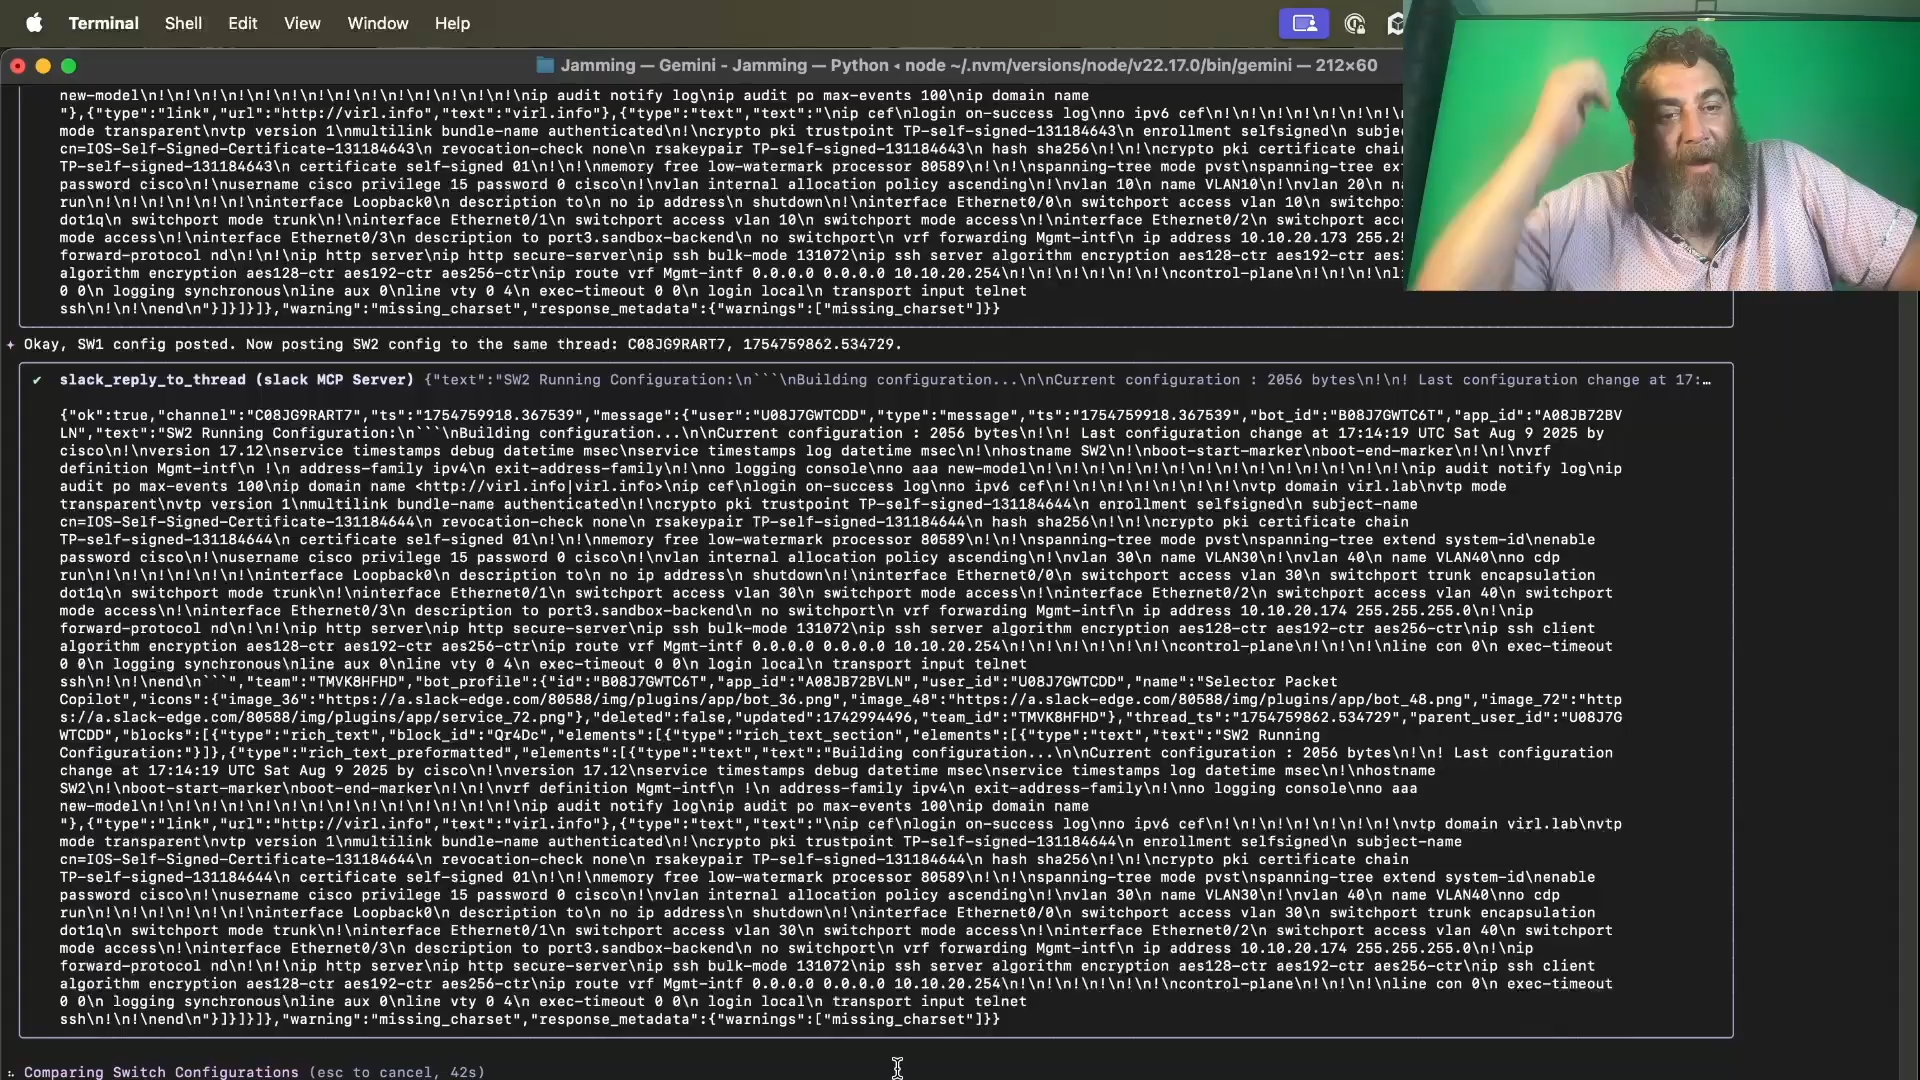 Terminal Shell Edit View Window Help
Jamming — Gemini - Jamming — Python ◂ node ~/.nvm/versions/node/v22.17.0/bin/gemini — 212×60
new-model\n!\n!\n!\n!\n!\n!\n!\n!\n!\nip audit notify log\nip audit po max-events 100\nip domain name
"},{"type":"link","url":"http://virl.info","text":"virl.info"},{"type":"text","text":"\nip cef\nlogin on-success log\nno ipv6 cef\n!\n!\n!\n!\n!\n!
mode transparent\nvtp version 1\nmultilink bundle-name authenticated\n!\ncrypto pki trustpoint TP-self-signed-131184643\n enrollment selfsigned\n subjec
cn=IOS-Self-Signed-Certificate-131184643\n revocation-check none\n rsakeypair TP-self-signed-131184643\n hash sha256\n!\n!\ncrypto pki certificate chain
TP-self-signed-131184643\n certificate self-signed 01\n!\n!\nmemory free low-watermark processor 80589\n!\n!\nspanning-tree mode pvst\nspanning-tree ex
password cisco\n!\nusername cisco privilege 15 password 0 cisco\n!\nvlan internal allocation policy ascending\n!\nvlan 10\n name VLAN10\n!\nvlan 20\n na
run\n!\n!\n!\n!\n!\n!\ninterface Loopback0\n description to\n no ip address\n shutdown\n!\ninterface Ethernet0/0\n switchport access vlan 10\n switchpo
dot1q\n switchport mode trunk\n!\ninterface Ethernet0/1\n switchport access vlan 10\n switchport mode access\n!\ninterface Ethernet0/2\n switchport acce
mode access\n!\ninterface Ethernet0/3\n description to port3.sandbox-backend\n no switchport\n vrf forwarding Mgmt-intf\n ip address 10.10.20.173 255.25
forward-protocol nd\n!\n!\nip http server\nip http secure-server\nip ssh bulk-mode 131072\nip ssh server algorithm encryption aes128-ctr aes192-ctr aes2
algorithm encryption aes128-ctr aes192-ctr aes256-ctr\nip route vrf Mgmt-intf 0.0.0.0 0.0.0.0 10.10.20.254\n!\n!\n!\n!\n!\ncontrol-plane\n!\n!\nl
0 0\n logging synchronous\nline aux 0\nline vty 0 4\n exec-timeout 0 0\n login local\n transport input telnet
ssh\n!\n!\nend\n"}]}]}]},"warning":"missing_charset","response_metadata":{"warnings":["missing_charset"]}}
✦ Okay, SW1 config posted. Now posting SW2 config to the same thread: C08JG9RART7, 1754759862.534729.
✔ slack_reply_to_thread (slack MCP Server) {"text":"SW2 Running Configuration:\n```\nBuilding configuration...\n\nCurrent configuration : 2056 bytes\n!\n! Last configuration change at 17:…
{"ok":true,"channel":"C08JG9RART7","ts":"1754759918.367539","message":{"user":"U08J7GWTCDD","type":"message","ts":"1754759918.367539","bot_id":"B08J7GWTC6T","app_id":"A08JB72BV
LN","text":"SW2 Running Configuration:\n```\nBuilding configuration...\n\nCurrent configuration : 2056 bytes\n!\n! Last configuration change at 17:14:19 UTC Sat Aug 9 2025 by
cisco\n!\nversion 17.12\nservice timestamps debug datetime msec\nservice timestamps log datetime msec\n!\nhostname SW2\n!\nboot-start-marker\nboot-end-marker\n!\n!\nvrf
definition Mgmt-intf\n !\n address-family ipv4\n exit-address-family\n!\nno logging console\nno aaa new-model\n!\n!\n!\n!\n!\n!\n!\n!\n!\nip audit notify log\nip
audit po max-events 100\nip domain name <http://virl.info|virl.info>\nip cef\nlogin on-success log\nno ipv6 cef\n!\n!\n!\n!\n!\n!\n!\nvtp domain virl.lab\nvtp mode
transparent\nvtp version 1\nmultilink bundle-name authenticated\n!\ncrypto pki trustpoint TP-self-signed-131184644\n enrollment selfsigned\n subject-name
cn=IOS-Self-Signed-Certificate-131184644\n revocation-check none\n rsakeypair TP-self-signed-131184644\n hash sha256\n!\n!\ncrypto pki certificate chain
TP-self-signed-131184644\n certificate self-signed 01\n!\n!\nmemory free low-watermark processor 80589\n!\n!\nspanning-tree mode pvst\nspanning-tree extend system-id\nenable
password cisco\n!\nusername cisco privilege 15 password 0 cisco\n!\nvlan internal allocation policy ascending\n!\nvlan 30\n name VLAN30\n!\nvlan 40\n name VLAN40\nno cdp
run\n!\n!\n!\n!\n!\n!\ninterface Loopback0\n description to\n no ip address\n shutdown\n!\ninterface Ethernet0/0\n switchport access vlan 30\n switchport trunk encapsulation
dot1q\n switchport mode trunk\n!\ninterface Ethernet0/1\n switchport access vlan 30\n switchport mode access\n!\ninterface Ethernet0/2\n switchport access vlan 40\n switchport
mode access\n!\ninterface Ethernet0/3\n description to port3.sandbox-backend\n no switchport\n vrf forwarding Mgmt-intf\n ip address 10.10.20.174 255.255.255.0\n!\nip
forward-protocol nd\n!\n!\nip http server\nip http secure-server\nip ssh bulk-mode 131072\nip ssh server algorithm encryption aes128-ctr aes192-ctr aes256-ctr\nip ssh client
algorithm encryption aes128-ctr aes192-ctr aes256-ctr\nip route vrf Mgmt-intf 0.0.0.0 0.0.0.0 10.10.20.254\n!\n!\n!\n!\n!\ncontrol-plane\n!\n!\nline con 0\n exec-timeout
0 0\n logging synchronous\nline aux 0\nline vty 0 4\n exec-timeout 0 0\n login local\n transport input telnet
ssh\n!\n!\nend\n```","team":"TMVK8HFHD","bot_profile":{"id":"B08J7GWTC6T","app_id":"A08JB72BVLN","user_id":"U08J7GWTCDD","name":"Selector Packet
Copilot","icons":{"image_36":"https://a.slack-edge.com/80588/img/plugins/app/bot_36.png","image_48":"https://a.slack-edge.com/80588/img/plugins/app/bot_48.png","image_72":"http
s://a.slack-edge.com/80588/img/plugins/app/service_72.png"},"deleted":false,"updated":1742994496,"team_id":"TMVK8HFHD"},"thread_ts":"1754759862.534729","parent_user_id":"U08J7G
WTCDD","blocks":[{"type":"rich_text","block_id":"Qr4Dc","elements":[{"type":"rich_text_section","elements":[{"type":"text","text":"SW2 Running
Configuration:"}]},{"type":"rich_text_preformatted","elements":[{"type":"text","text":"Building configuration...\n\nCurrent configuration : 2056 bytes\n!\n! Last configuration
change at 17:14:19 UTC Sat Aug 9 2025 by cisco\n!\nversion 17.12\nservice timestamps debug datetime msec\nservice timestamps log datetime msec\n!\nhostname
SW2\n!\nboot-start-marker\nboot-end-marker\n!\n!\nvrf definition Mgmt-intf\n !\n address-family ipv4\n exit-address-family\n!\nno logging console\nno aaa
new-model\n!\n!\n!\n!\n!\n!\n!\n!\n!\nip audit notify log\nip audit po max-events 100\nip domain name
"},{"type":"link","url":"http://virl.info","text":"virl.info"},{"type":"text","text":"\nip cef\nlogin on-success log\nno ipv6 cef\n!\n!\n!\n!\n!\n!\n!\nvtp domain virl.lab\nvtp
mode transparent\nvtp version 1\nmultilink bundle-name authenticated\n!\ncrypto pki trustpoint TP-self-signed-131184644\n enrollment selfsigned\n subject-name
cn=IOS-Self-Signed-Certificate-131184644\n revocation-check none\n rsakeypair TP-self-signed-131184644\n hash sha256\n!\n!\ncrypto pki certificate chain
TP-self-signed-131184644\n certificate self-signed 01\n!\n!\nmemory free low-watermark processor 80589\n!\n!\nspanning-tree mode pvst\nspanning-tree extend system-id\nenable
password cisco\n!\nusername cisco privilege 15 password 0 cisco\n!\nvlan internal allocation policy ascending\n!\nvlan 30\n name VLAN30\n!\nvlan 40\n name VLAN40\nno cdp
run\n!\n!\n!\n!\n!\n!\ninterface Loopback0\n description to\n no ip address\n shutdown\n!\ninterface Ethernet0/0\n switchport access vlan 30\n switchport trunk encapsulation
dot1q\n switchport mode trunk\n!\ninterface Ethernet0/1\n switchport access vlan 30\n switchport mode access\n!\ninterface Ethernet0/2\n switchport access vlan 40\n switchport
mode access\n!\ninterface Ethernet0/3\n description to port3.sandbox-backend\n no switchport\n vrf forwarding Mgmt-intf\n ip address 10.10.20.174 255.255.255.0\n!\nip
forward-protocol nd\n!\n!\nip http server\nip http secure-server\nip ssh bulk-mode 131072\nip ssh server algorithm encryption aes128-ctr aes192-ctr aes256-ctr\nip ssh client
algorithm encryption aes128-ctr aes192-ctr aes256-ctr\nip route vrf Mgmt-intf 0.0.0.0 0.0.0.0 10.10.20.254\n!\n!\n!\n!\n!\ncontrol-plane\n!\n!\nline con 0\n exec-timeout
0 0\n logging synchronous\nline aux 0\nline vty 0 4\n exec-timeout 0 0\n login local\n transport input telnet
ssh\n!\n!\nend\n"}]}]}]},"warning":"missing_charset","response_metadata":{"warnings":["missing_charset"]}}
Comparing Switch Configurations (esc to cancel, 42s)